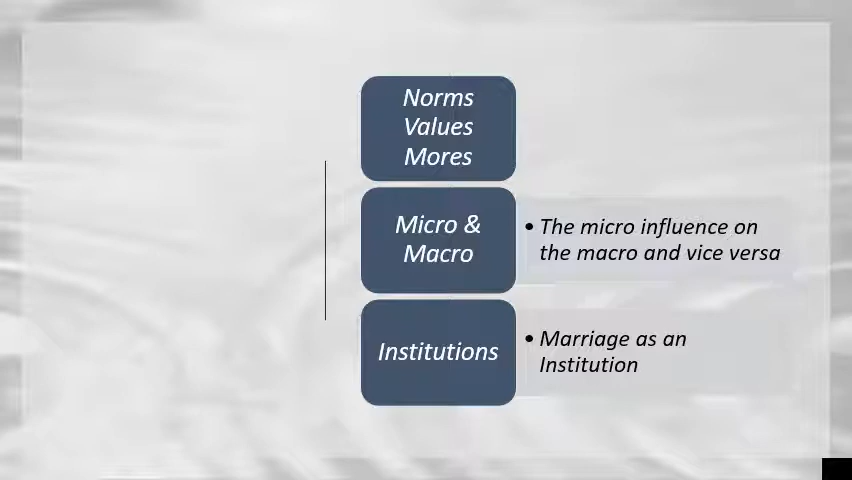 Norms
Values
Mores
Micro &
Macro
• The micro influence on
the macro and vice versa
Institutions
• Marriage as an
Institution